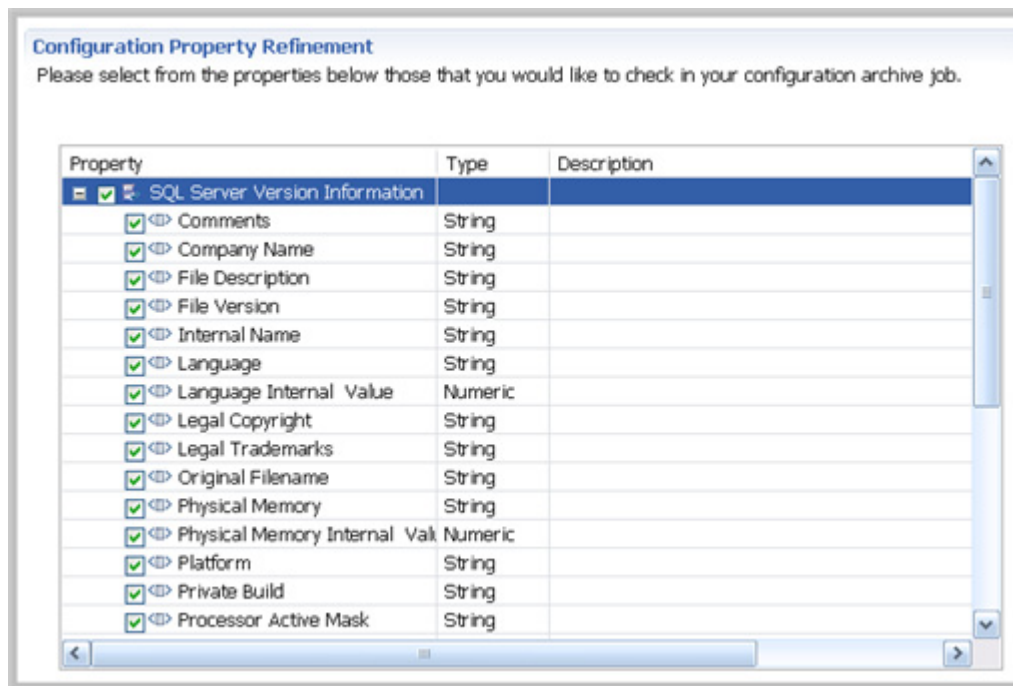 Configuration Property Refinement
Please select from the properties below those that you would like to check in your configuration archive job.
Property Type Description
SQL Server Version Information
Comments String
Company Name String
File Description String
File Version String
Internal Name String
Language String
Language Internal Value Numeric
Legal Copyright String
Legal Trademarks String
Original Filename String
Physical Memory String
Physical Memory Internal Valu Numeric
Platform String
Private Build String
Processor Active Mask String